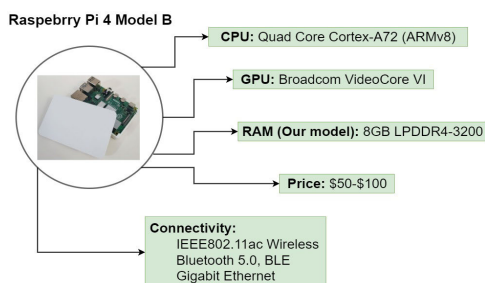 Raspebrry Pi 4 Model B
CPU: Quad Core Cortex-A72 (ARMv8)
GPU: Broadcom VideoCore VI
RAM (Our model): 8GB LPDDR4-3200
Price: $50-$100
Connectivity:
IEEE802.11ac Wireless
Bluetooth 5.0, BLE
Gigabit Ethernet